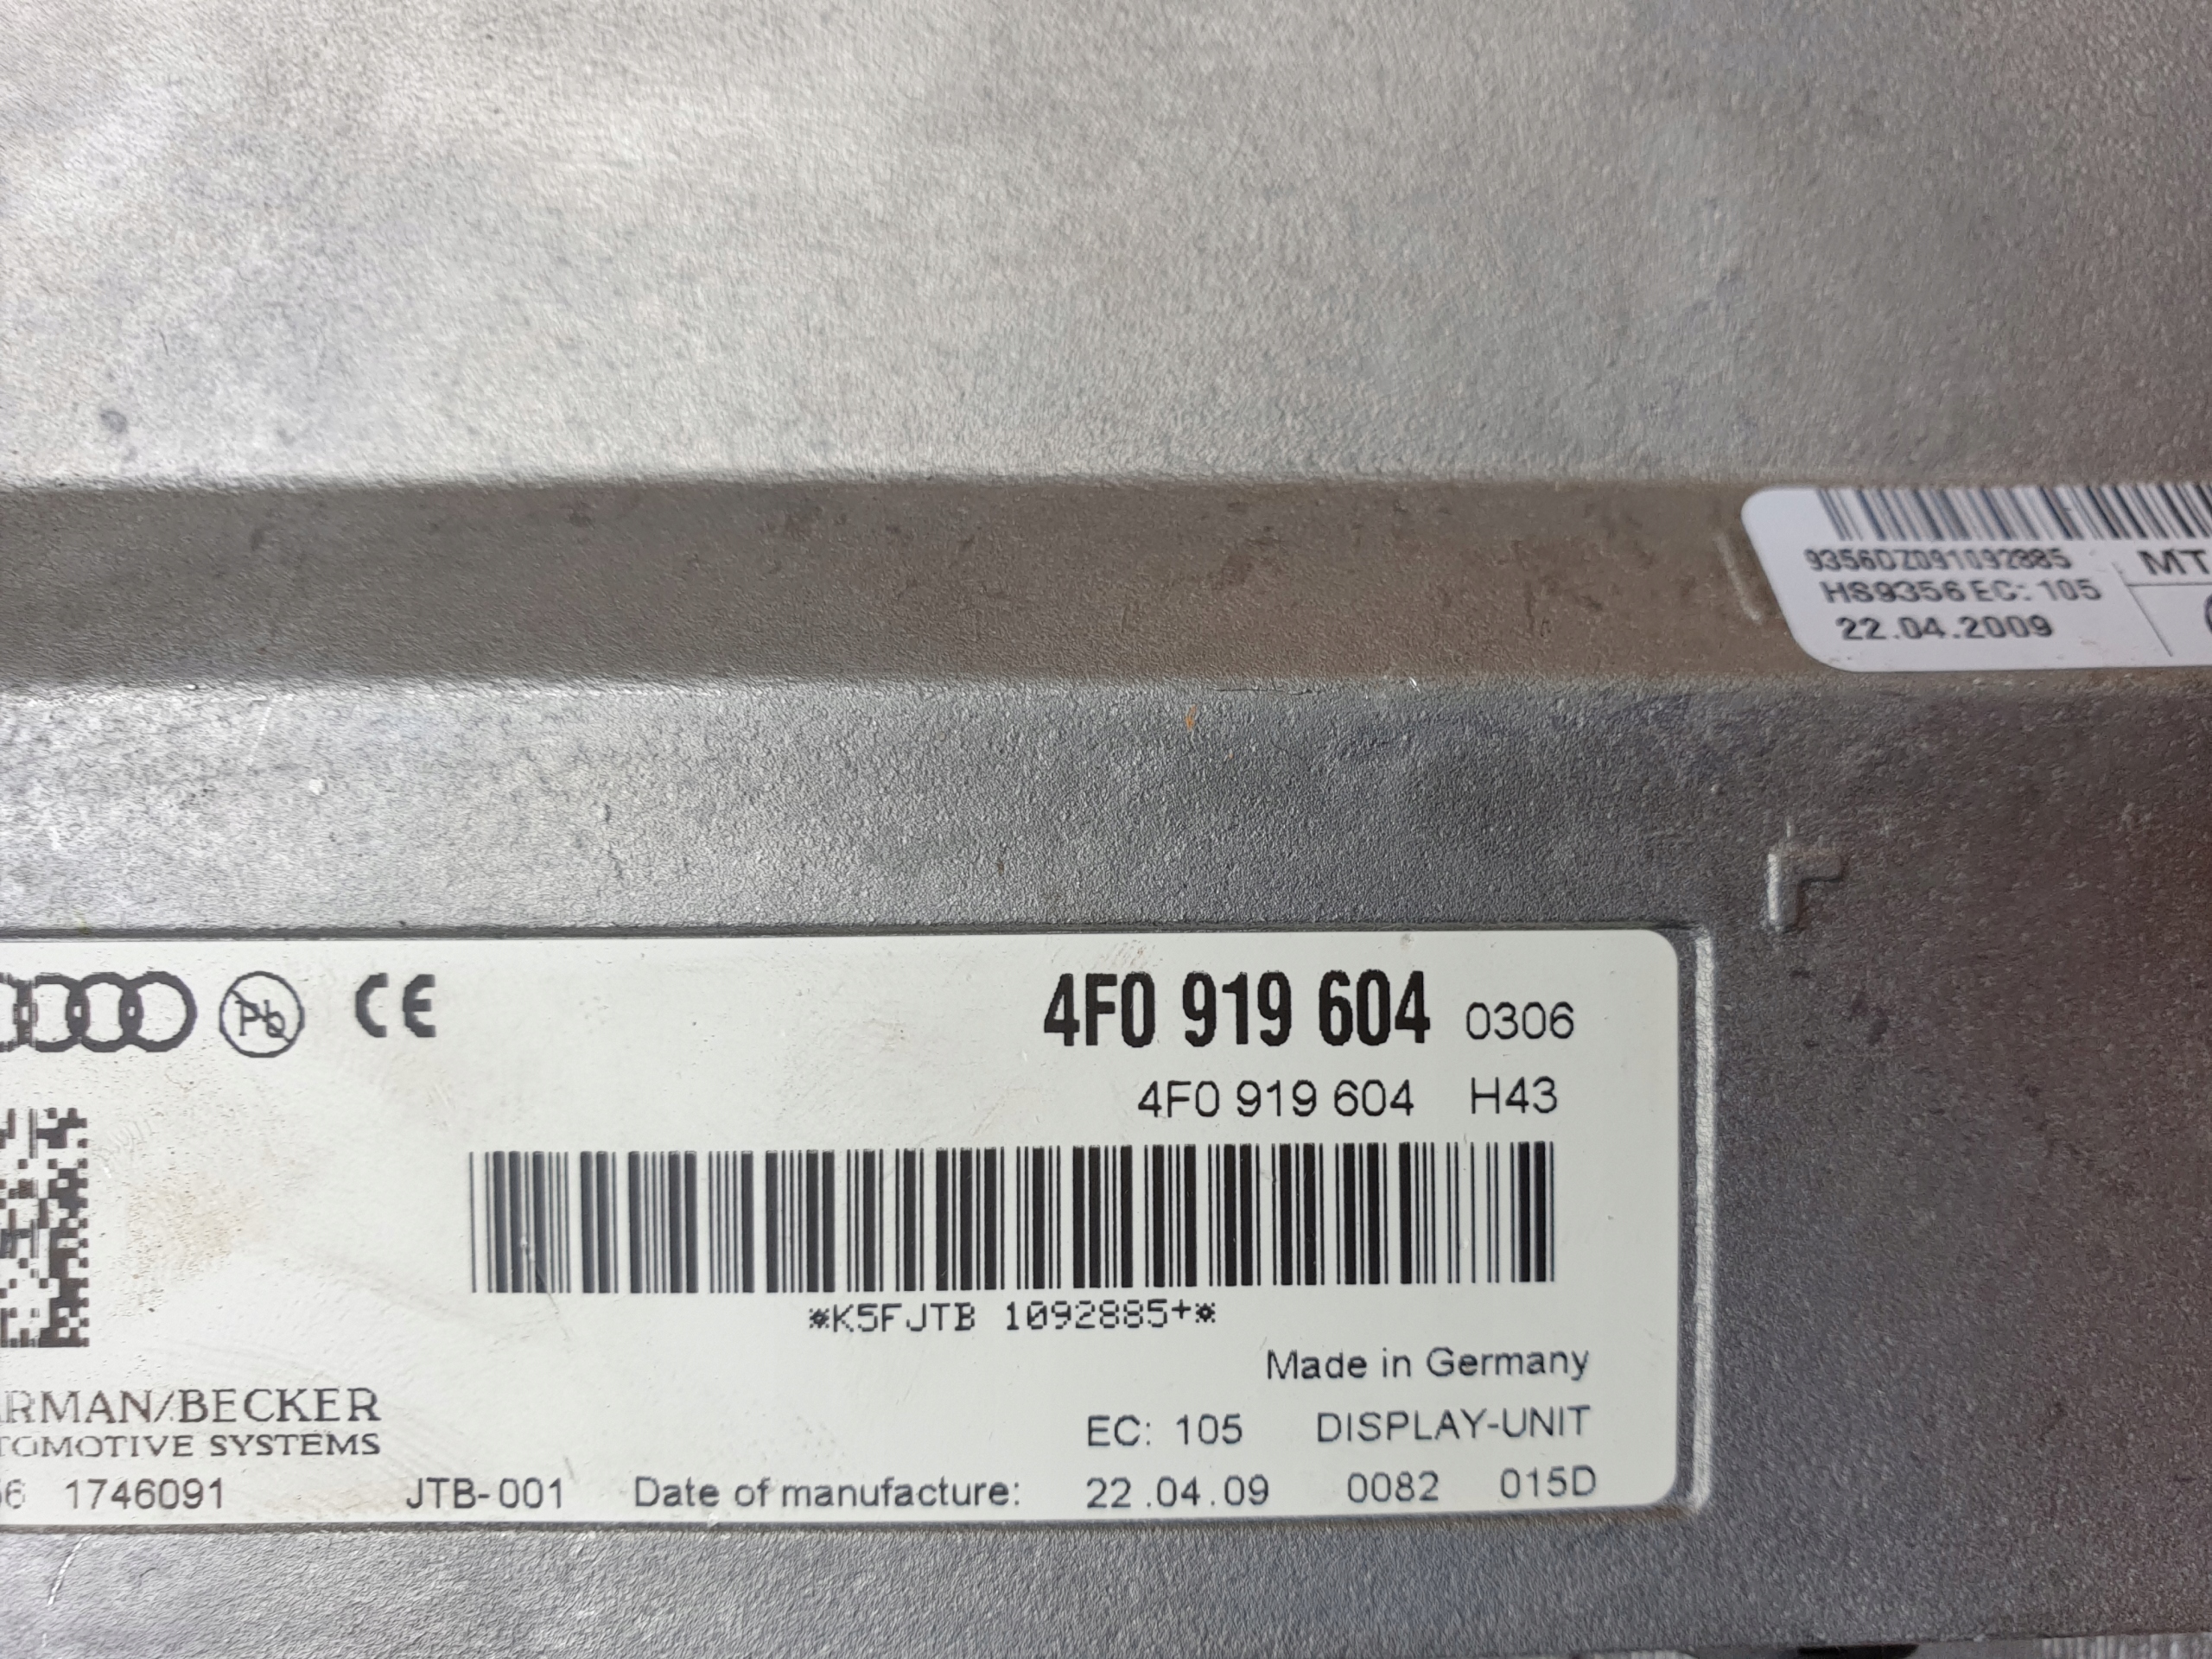 9356DZ091092885 MT
HS9356 EC: 105
22.04.2009
Pb CE
4F0 919 604 0306
4F0 919 604 H43
*K5FJTB 1092885+*
Made in Germany
RMAN/BECKER
TOMOTIVE SYSTEMS
EC: 105 DISPLAY-UNIT
56 1746091 JTB-001 Date of manufacture: 22.04.09 0082 015D